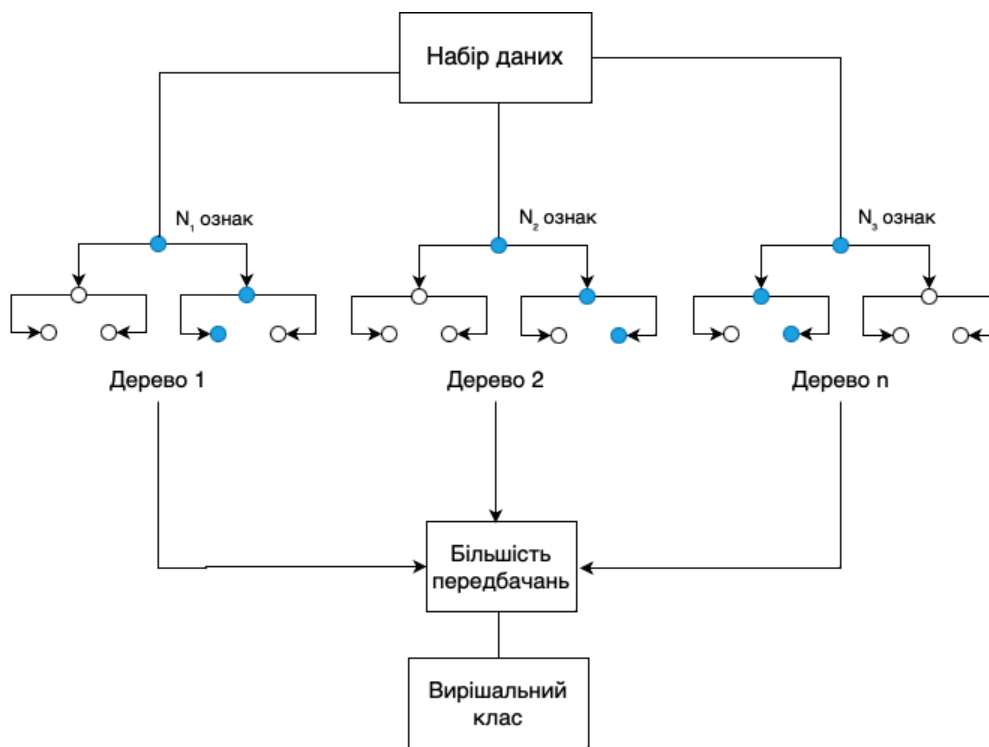 Набір даних
N₁ ознак
N₂ ознак
N₃ ознак
Дерево 1
Дерево 2
Дерево n
Більшість
передбачань
Вирішальний
клас